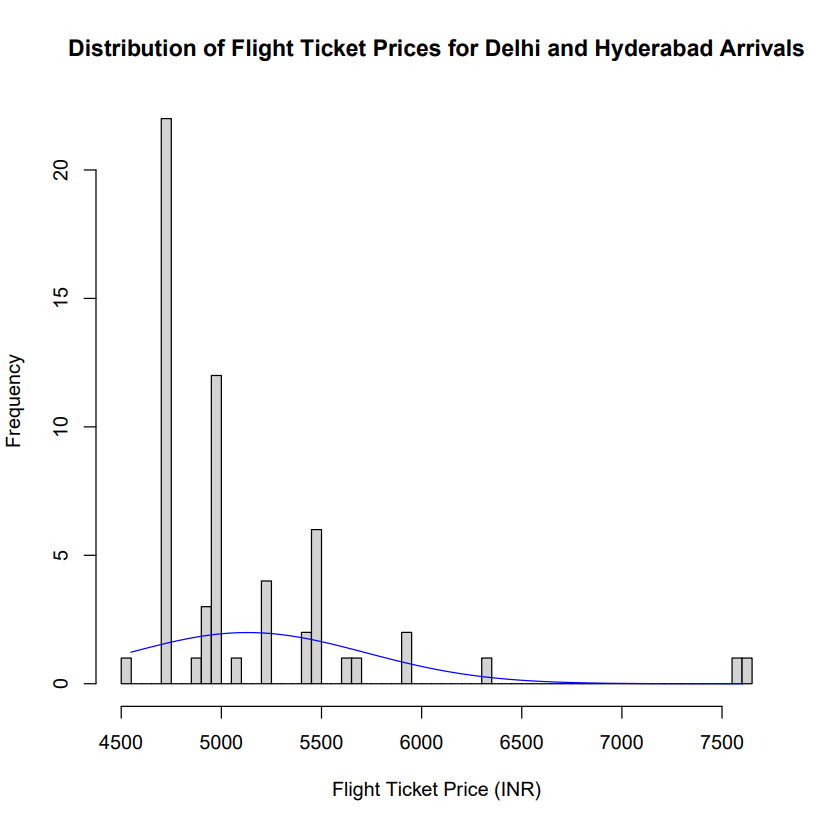 Distribution of Flight Ticket Prices for Delhi and Hyderabad Arrivals
Frequency
20
15
10
5
0
4500 5000 5500 6000 6500 7000 7500
Flight Ticket Price (INR)